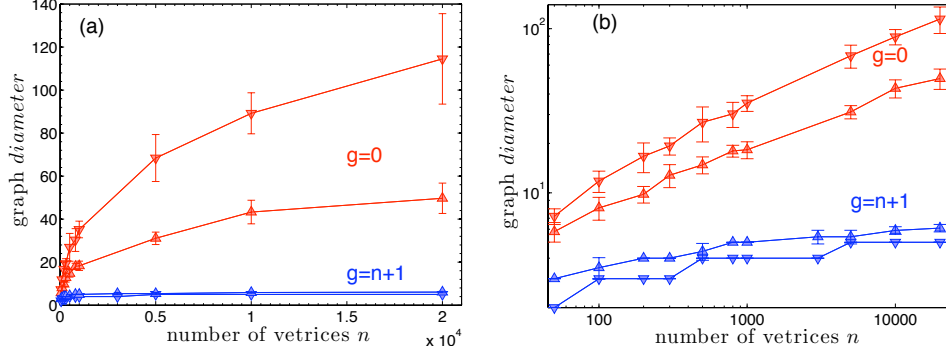 (a)
140
120
100
80
60
40
20
0
graph diameter
g=0
g=n+1
0 0.5 1 1.5 2
number of vetrices n
x 10^4
(b)
10^2
10^1
graph diameter
g=0
g=n+1
100 1000 10000
number of vetrices n